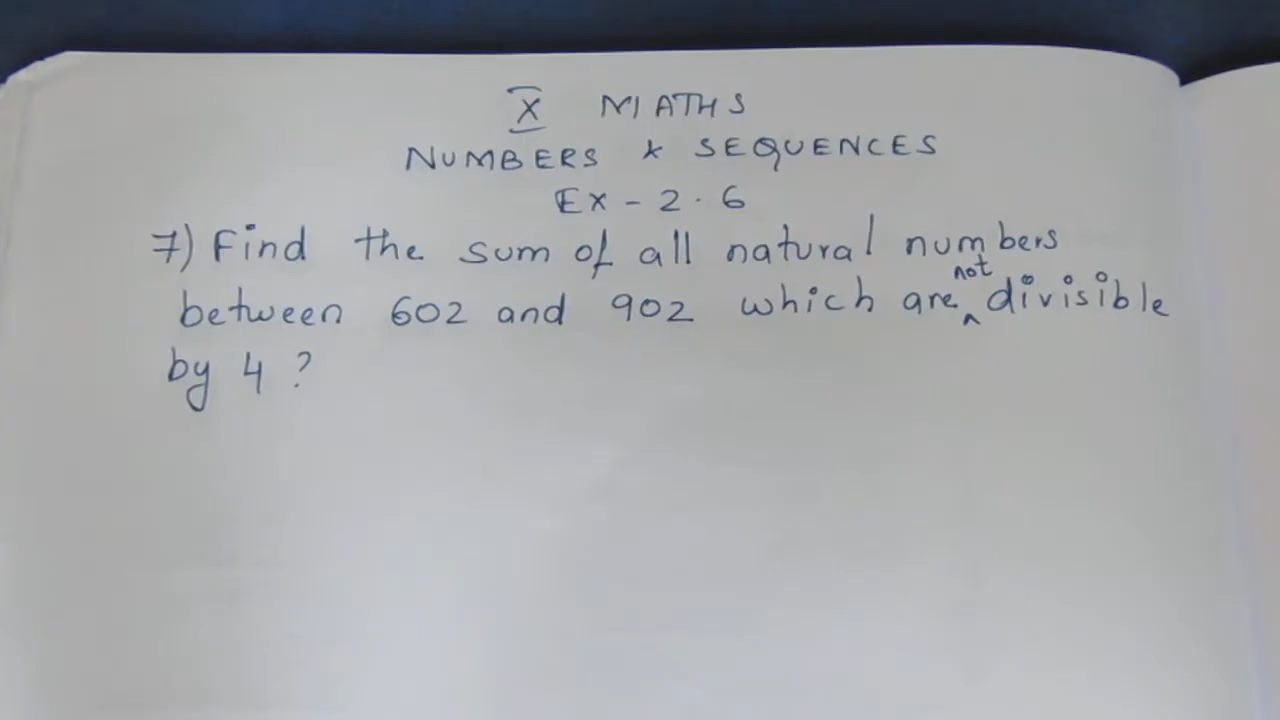 X MATHS
NUMBERS & SEQUENCES
EX - 2.6
7) Find the sum of all natural numbers
between 602 and 902 which are not divisible
by 4 ?